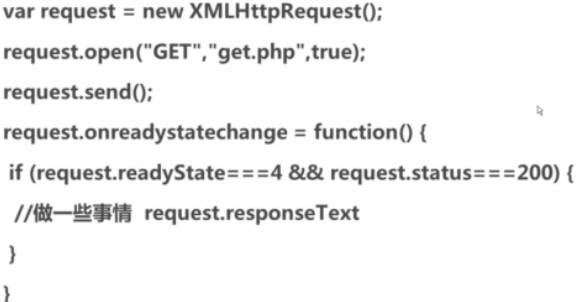 var request = new XMLHttpRequest();
request.open("GET","get.php",true);
request.send();
request.onreadystatechange = function() {
if (request.readyState===4 && request.status===200) {
//做一些事情 request.responseText
}
}